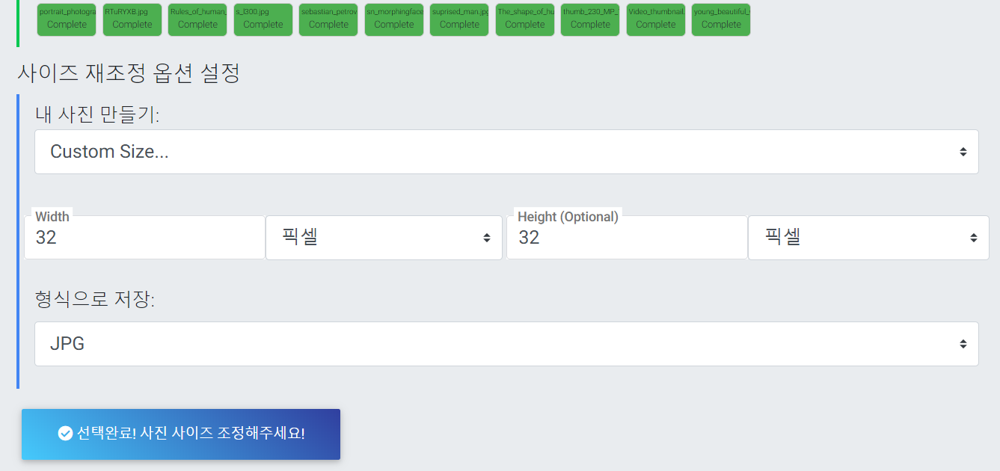 portrait_photogra RTuRYXB.jpg Rules_of_human_ s_l300.jpg sebastian_petrov sn_morphingface suprised_man.jpg The_shape_of_hu thumb_230_MP_ Video_thumbnail. young_beautiful_
Complete Complete Complete Complete Complete Complete Complete Complete Complete Complete Complete
사이즈 재조정 옵션 설정
내 사진 만들기:
Custom Size...
Width Height (Optional)
32 픽셀 32 픽셀
형식으로 저장:
JPG
선택완료! 사진 사이즈 조정해주세요!